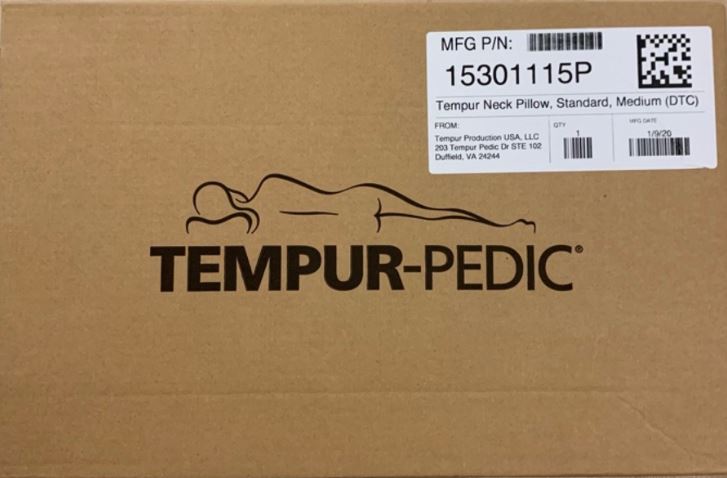 MFG P/N:
15301115P
Tempur Neck Pillow, Standard, Medium (DTC)
FROM:
Tempur Production USA, LLC
203 Tempur Pedic Dr STE 102
Duffield, VA 24244
QTY
1
MFG DATE
1/9/20
TEMPUR-PEDIC®